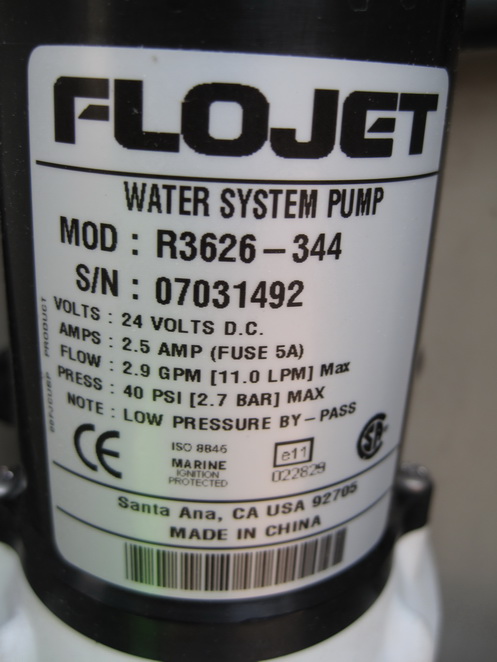 FLOJET
WATER SYSTEM PUMP
MOD : R3626-344
S/N : 07031492
VOLTS : 24 VOLTS D.C.
AMPS : 2.5 AMP (FUSE 5A)
FLOW : 2.9 GPM [11.0 LPM] Max
PRESS : 40 PSI [2.7 BAR] MAX
NOTE : LOW PRESSURE BY-PASS
CE
ISO 8846
MARINE
IGNITION
PROTECTED
e11
022829
Santa Ana, CA USA 92705
MADE IN CHINA